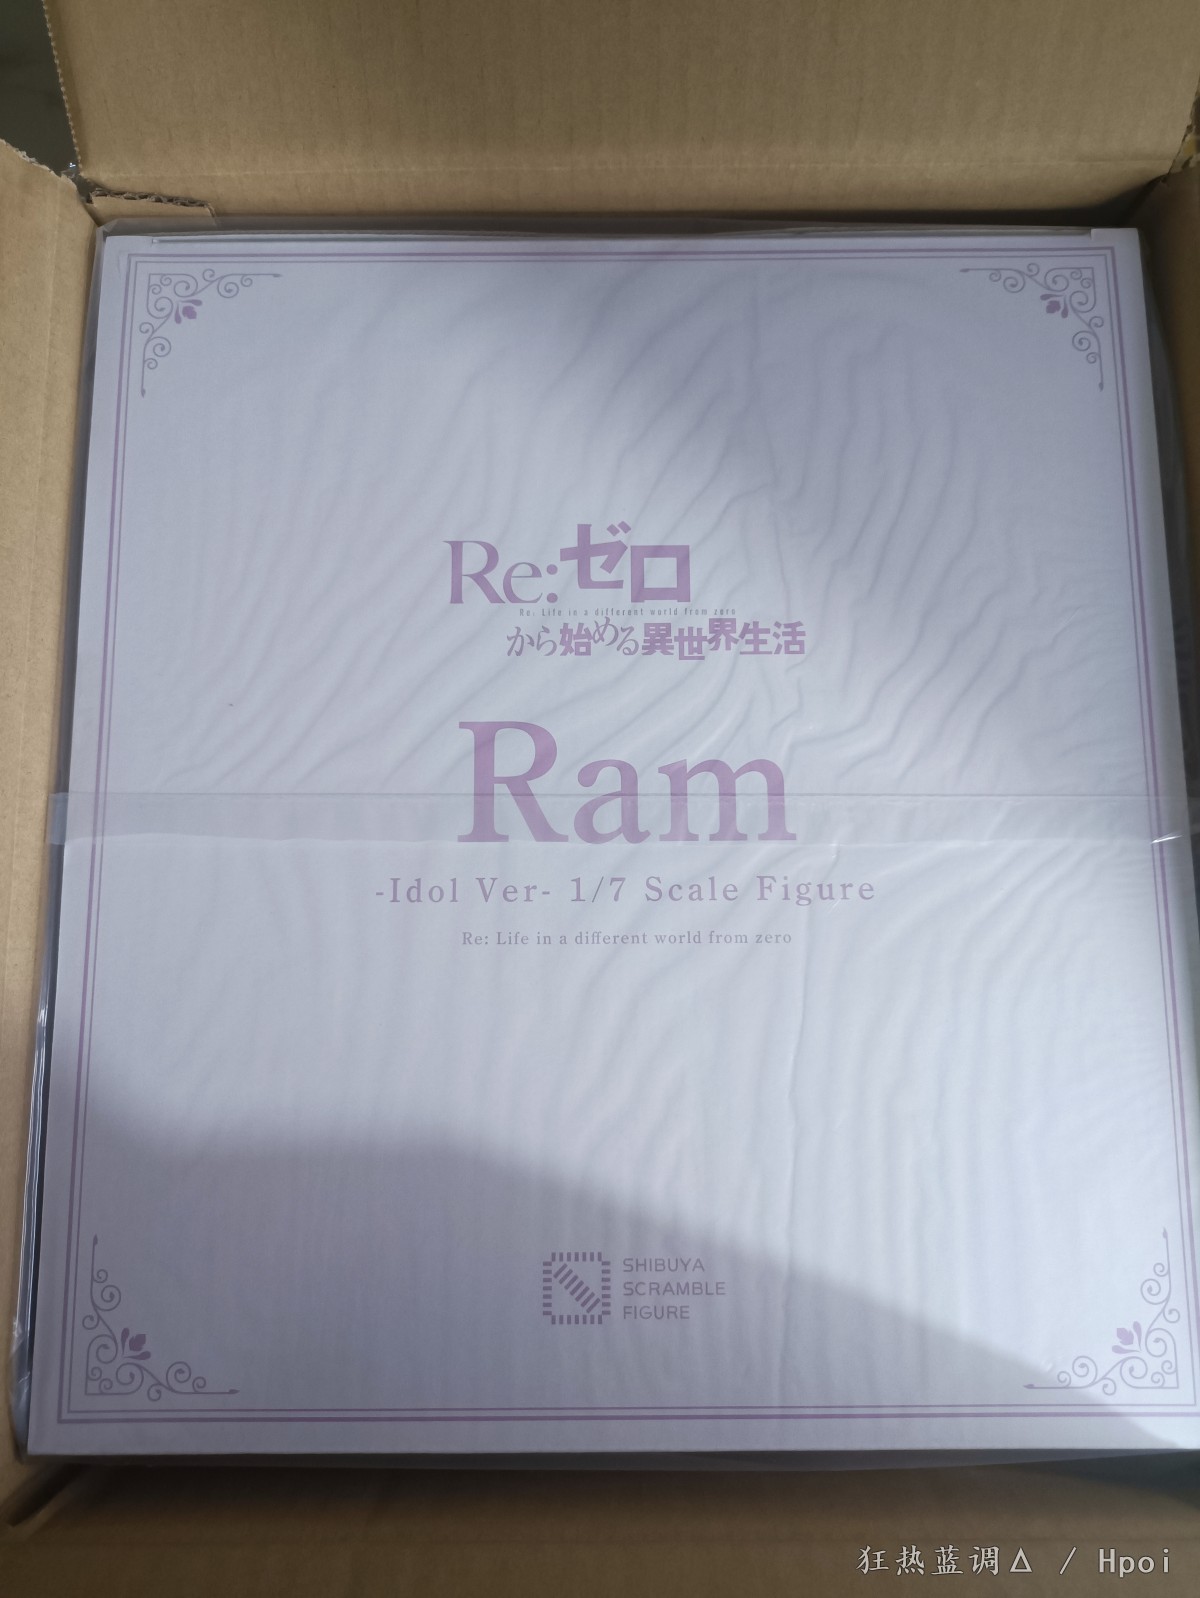 Re:ゼロ
Re: Life in a different world from zero
から始める異世界生活
Ram
-Idol Ver- 1/7 Scale Figure
Re: Life in a different world from zero
SHIBUYA
SCRAMBLE
FIGURE
狂热蓝调Δ / Hpoi